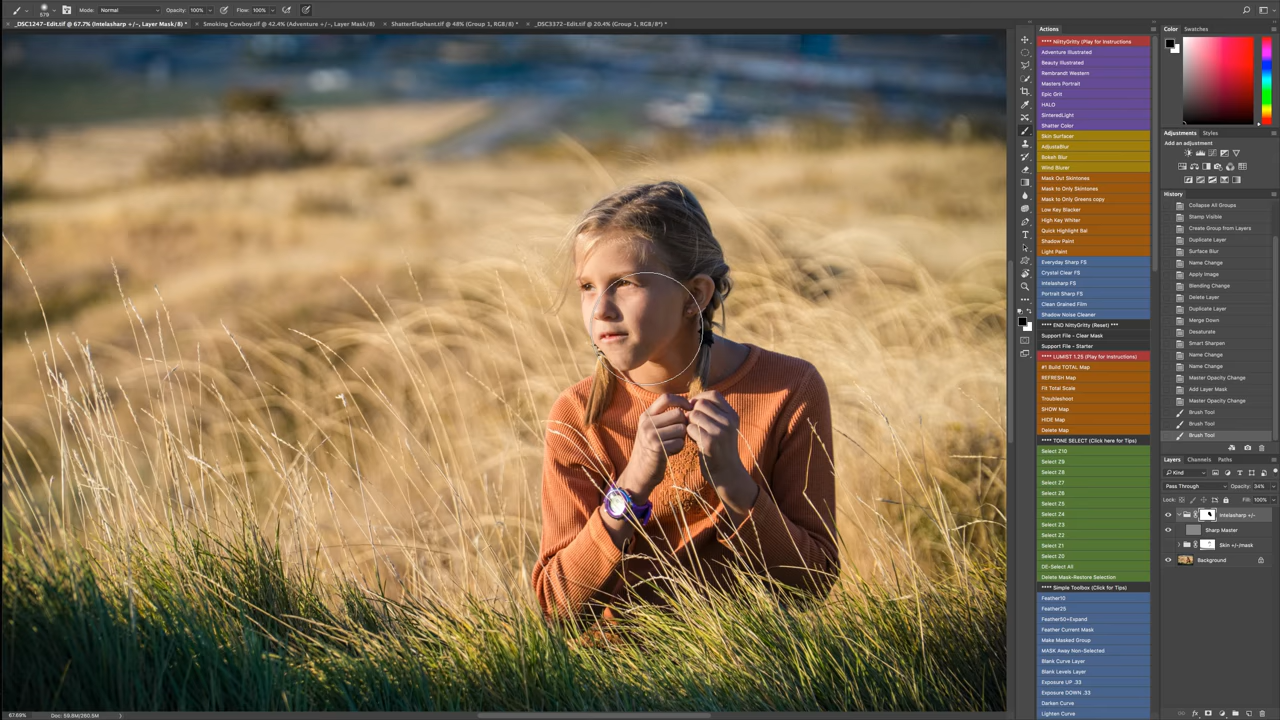 Mode: Normal Opacity: 100% Flow: 100%
579
_DSC1247-Edit.tif @ 67.7% (Intelasharp +/-, Layer Mask/8) *
Smoking Cowboy.tif @ 42.4% (Adventure +/-, Layer Mask/8)
ShatterElephant.tif @ 48% (Group 1, RGB/8) *
_DSC3372-Edit.tif @ 20.4% (Group 1, RGB/8*) *
Actions
**** NiittyGritty (Play for Instructions
Adventure Illustrated
Beauty Illustrated
Rembrandt Western
Masters Portrait
Epic Grit
HALO
SinteredLight
Shatter Color
Skin Surfacer
AdjustaBlur
Bokeh Blur
Wind Blurer
Mask Out Skintones
Mask to Only Skintones
Mask to Only Greens copy
Low Key Blacker
High Key Whiter
Quick Highlight Bal
Shadow Paint
Light Paint
Everyday Sharp FS
Crystal Clear FS
Intelasharp FS
Portrait Sharp FS
Clean Grained Film
Shadow Noise Cleaner
**** END NittyGritty (Reset) ***
Support File - Clear Mask
Support File - Starter
**** LUMIST 1.25 (Play for Instructions)
#1 Build TOTAL Map
REFRESH Map
Fit Total Scale
Troubleshoot
SHOW Map
HIDE Map
Delete Map
**** TONE SELECT (Click here for Tips)
Select Z10
Select Z9
Select Z8
Select Z7
Select Z6
Select Z5
Select Z4
Select Z3
Select Z2
Select Z1
Select Z0
DE-Select All
Delete Mask-Restore Selection
**** Simple Toolbox (Click for Tips)
Feather10
Feather25
Feather50+Expand
Feather Current Mask
Make Masked Group
MASK Away Non-Selected
Blank Curve Layer
Blank Levels Layer
Exposure UP .33
Exposure DOWN .33
Darken Curve
Lighten Curve
Color Swatches
Adjustments Styles
Add an adjustment
History
Collapse All Groups
Stamp Visible
Create Group from Layers
Duplicate Layer
Surface Blur
Name Change
Apply Image
Blending Change
Delete Layer
Duplicate Layer
Merge Down
Desaturate
Smart Sharpen
Name Change
Name Change
Master Opacity Change
Add Layer Mask
Master Opacity Change
Brush Tool
Brush Tool
Brush Tool
Layers Channels Paths
Kind
Pass Through Opacity: 34%
Lock: Fill: 100%
Intelasharp +/-
Sharp Master
Skin +/-/mask
Background
67.69% Doc: 59.8M/260.5M